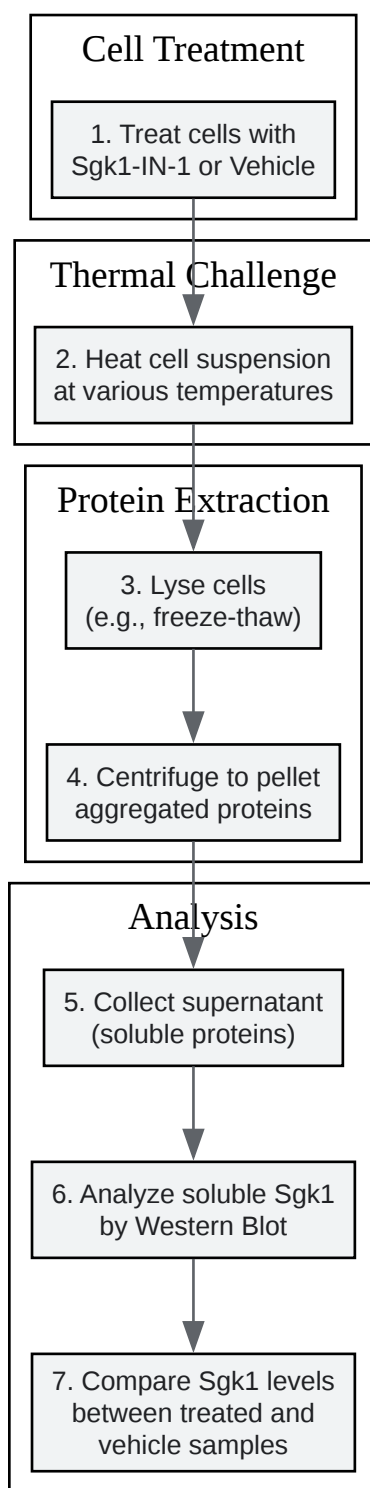 Cell Treatment
1. Treat cells with
Sgk1-IN-1 or Vehicle
Thermal Challenge
2. Heat cell suspension
at various temperatures
Protein Extraction
3. Lyse cells
(e.g., freeze-thaw)
4. Centrifuge to pellet
aggregated proteins
Analysis
5. Collect supernatant
(soluble proteins)
6. Analyze soluble Sgk1
by Western Blot
7. Compare Sgk1 levels
between treated and
vehicle samples